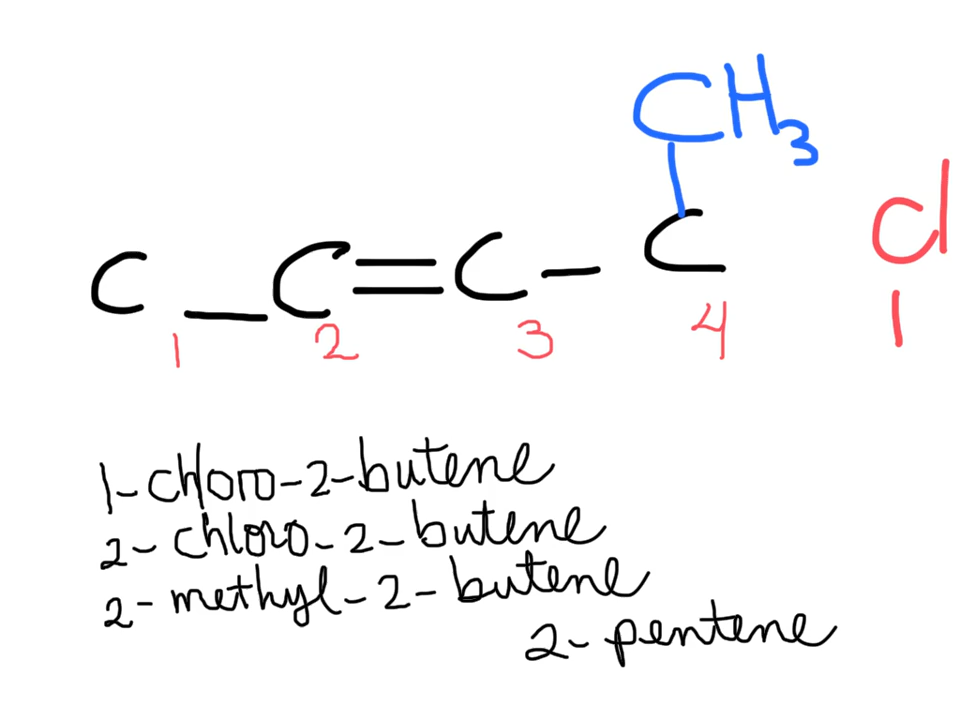 CH3
C — C = C — C cl
1 2 3 4 |
1-chloro-2-butene
2-chloro-2-butene
2-methyl-2-butene
2-pentene